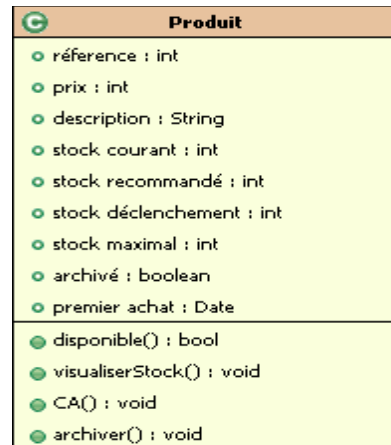 C Produit
réference : int
prix : int
description : String
stock courant : int
stock recommandé : int
stock déclenchement : int
stock maximal : int
archivé : boolean
premier achat : Date
disponible() : bool
visualiserStock() : void
CA() : void
archiver() : void